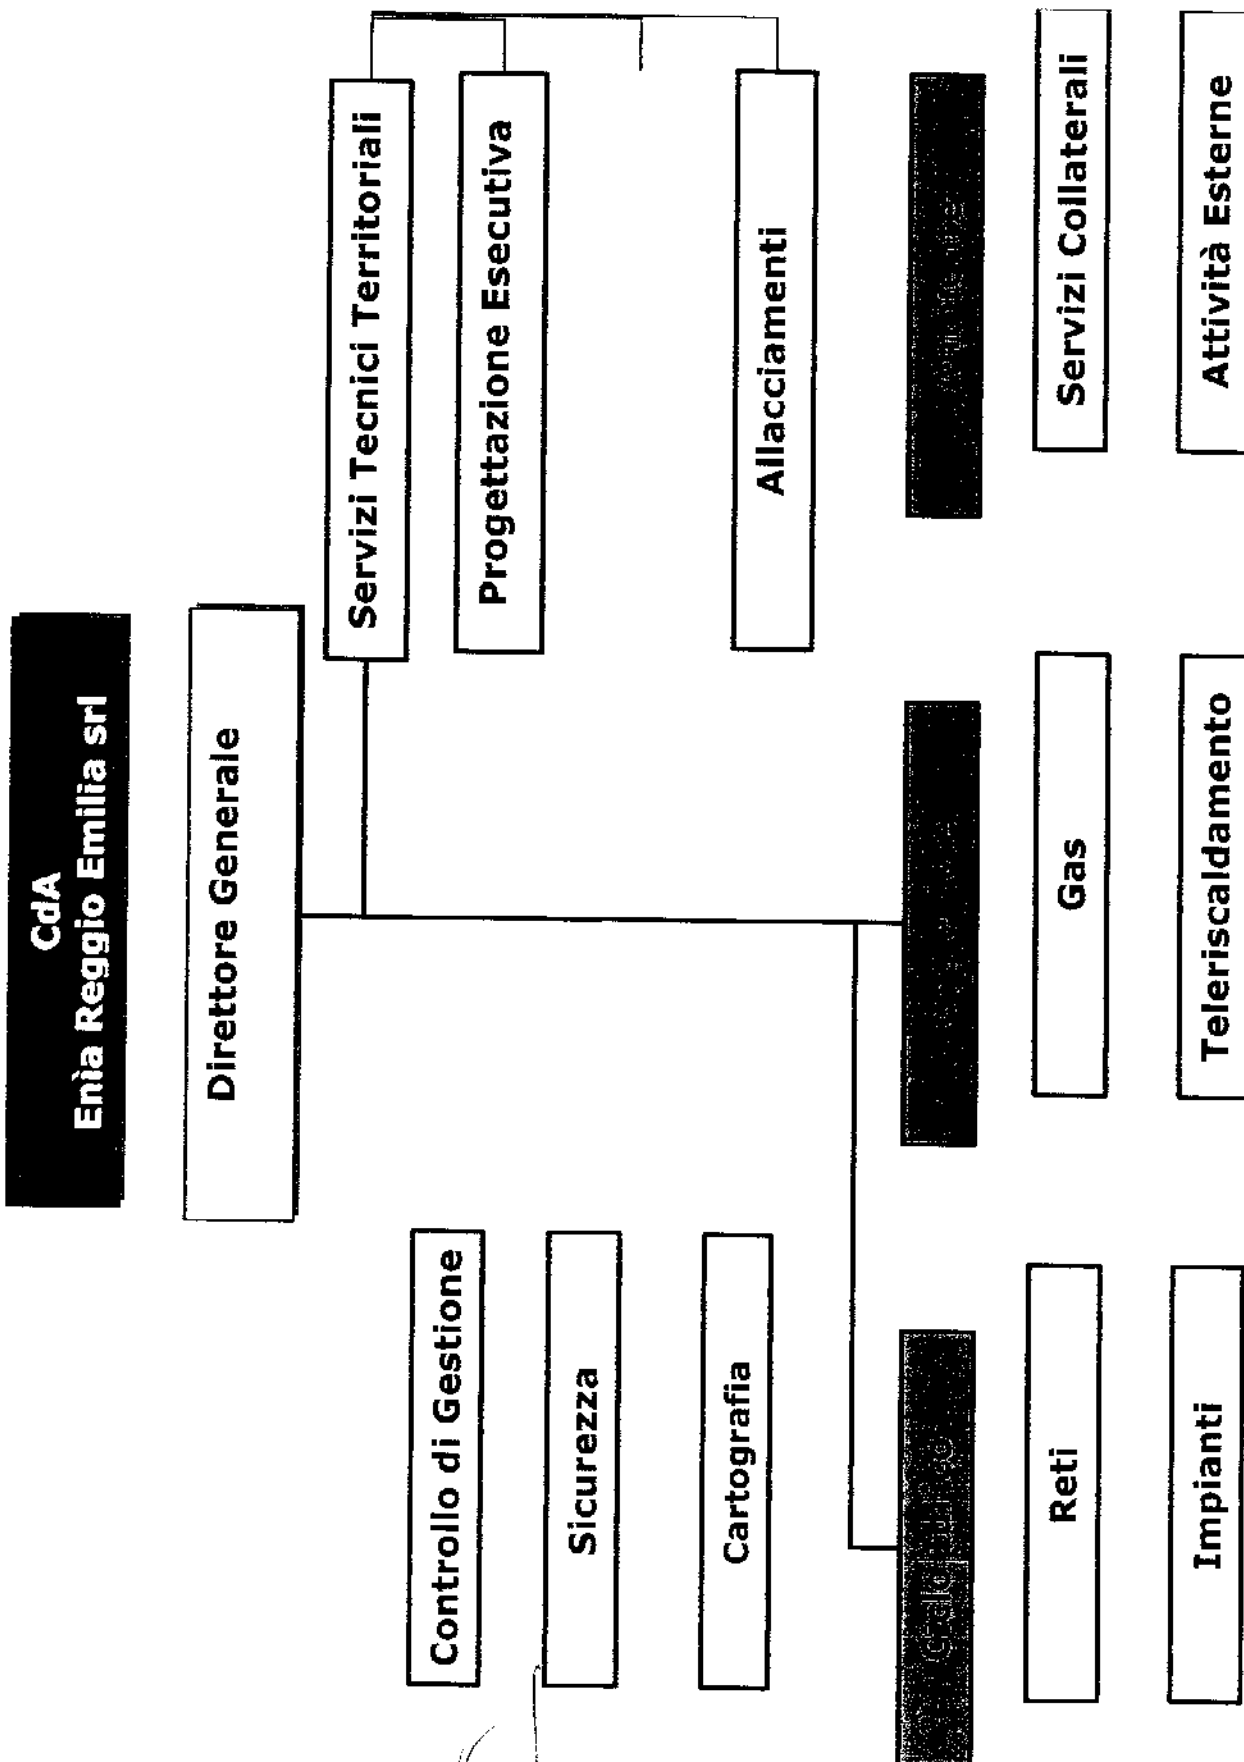 CdA
Enìa Reggio Emilia srl
Direttore Generale
Servizi Tecnici Territoriali
Controllo di Gestione
Progettazione Esecutiva
Sicurezza
Cartografia
Allacciamenti
Ambiente
Reti
Gas
Servizi Collaterali
Impianti
Teleriscaldamento
Attività Esterne